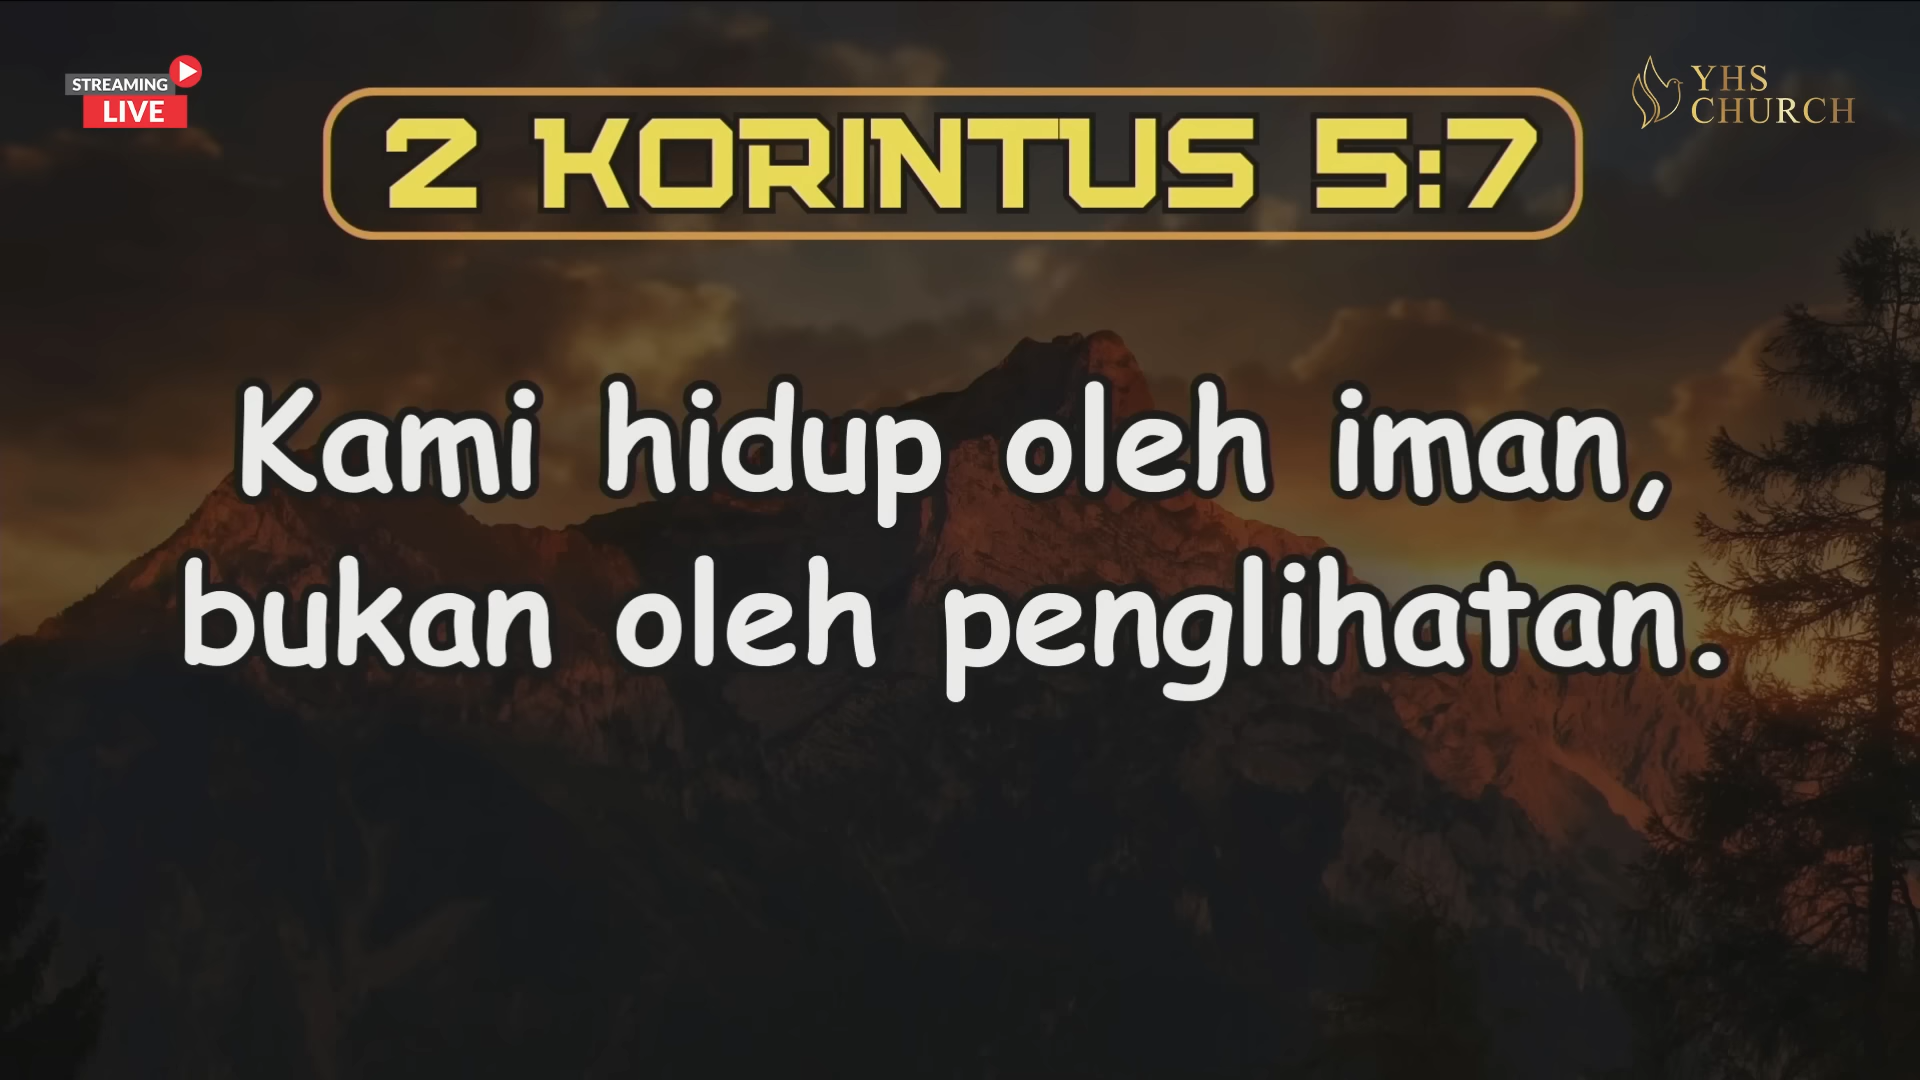 STREAMING
LIVE
YHS
CHURCH
2 KORINTUS 5:7
Kami hidup oleh iman,
bukan oleh penglihatan.